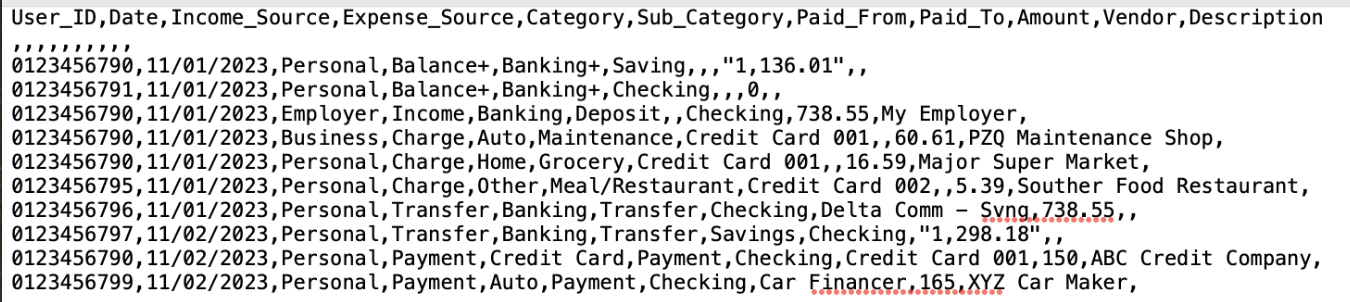 User_ID,Date,Income_Source,Expense_Source,Category,Sub_Category,Paid_From,Paid_To,Amount,Vendor,Description
,,,,,,,,,,
0123456790,11/01/2023,Personal,Balance+,Banking+,Saving,,,"1,136.01",,
0123456791,11/01/2023,Personal,Balance+,Banking+,Checking,,,0,,
0123456790,11/01/2023,Employer,Income,Banking,Deposit,,Checking,738.55,My Employer,
0123456790,01/01/2023,Business,Charge,Auto,Maintenance,Credit Card 001,,60.61,PZQ Maintenance Shop,
0123456790,11/01/2023,Personal,Charge,Home,Grocery,Credit Card 001,,16.59,Major Super Market,
0123456795,11/01/2023,Personal,Charge,Other,Meal/Restaurant,Credit Card 002,,5.39,Souther Food Restaurant,
0123456796,11/01/2023,Personal,Transfer,Banking,Transfer,Checking,Delta Comm – Svng,738.55,,
0123456797,11/02/2023,Personal,Transfer,Banking,Transfer,Savings,Checking,"1,298.18",,
0123456790,11/02/2023,Personal,Payment,Credit Card,Payment,Checking,Credit Card 001,150,ABC Credit Company,
0123456799,11/02/2023,Personal,Payment,Auto,Payment,Checking,Car Financer,165,XYZ Car Maker,